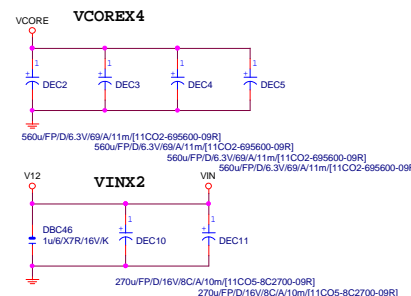 VCOREX4
VCORE
1 1 1 1
+ + + +
DEC2 DEC3 DEC4 DEC5
560u/FP/D/6.3V/69/A/11m/[11CO2-695600-09R]
560u/FP/D/6.3V/69/A/11m/[11CO2-695600-09R]
560u/FP/D/6.3V/69/A/11m/[11CO2-695600-09R]
560u/FP/D/6.3V/69/A/11m/[11CO2-695600-09R
V12 VINX2 VIN
1 1
+ +
DBC46
1u/6/X7R/16V/K DEC10 DEC11
270u/FP/D/16V/8C/A/10m/[11CO5-8C2700-09R]
270u/FP/D/16V/8C/A/10m/[11CO5-8C2700-09R]